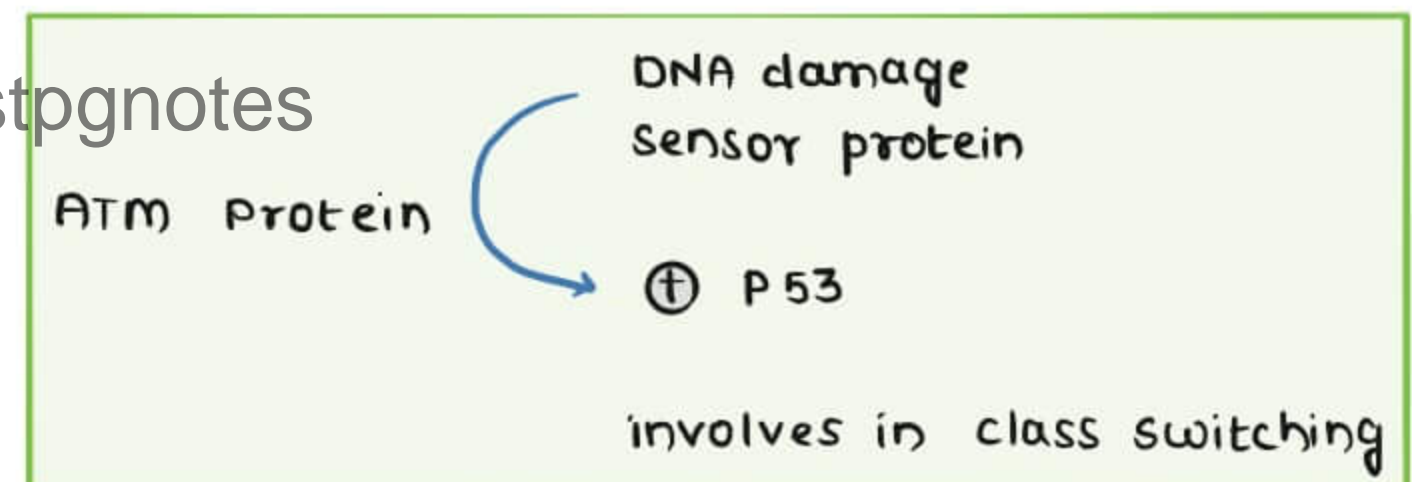 DNA damage
stpgnotes
sensor protein
ATM Protein
⊕ P 53
involves in class switching